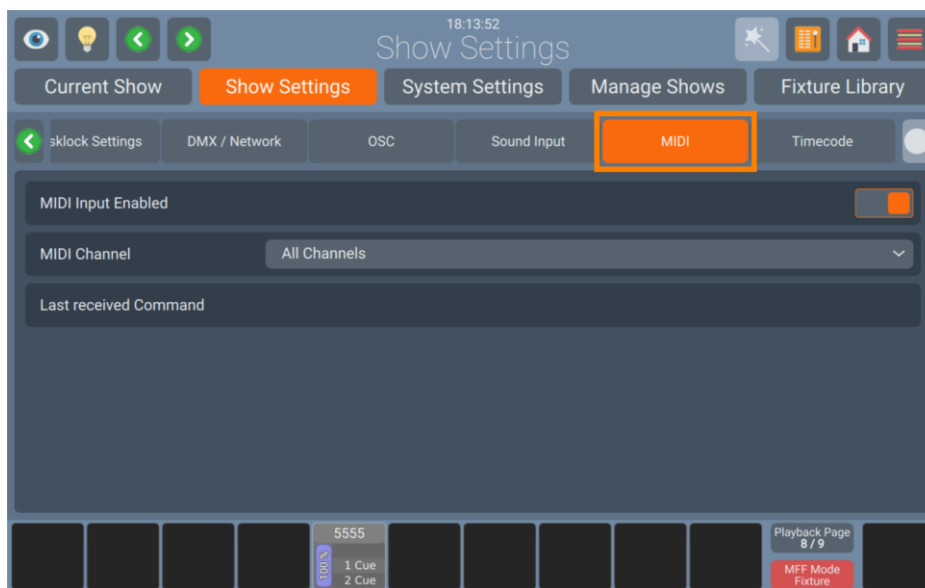 18:13:52
Show Settings
Current Show
Show Settings
System Settings
Manage Shows
Fixture Library
sklock Settings
DMX / Network
OSC
Sound Input
MIDI
Timecode
MIDI Input Enabled
MIDI Channel
All Channels
Last received Command
5555
100 %
1 Cue
2 Cue
Playback Page
8 / 9
MFF Mode
Fixture